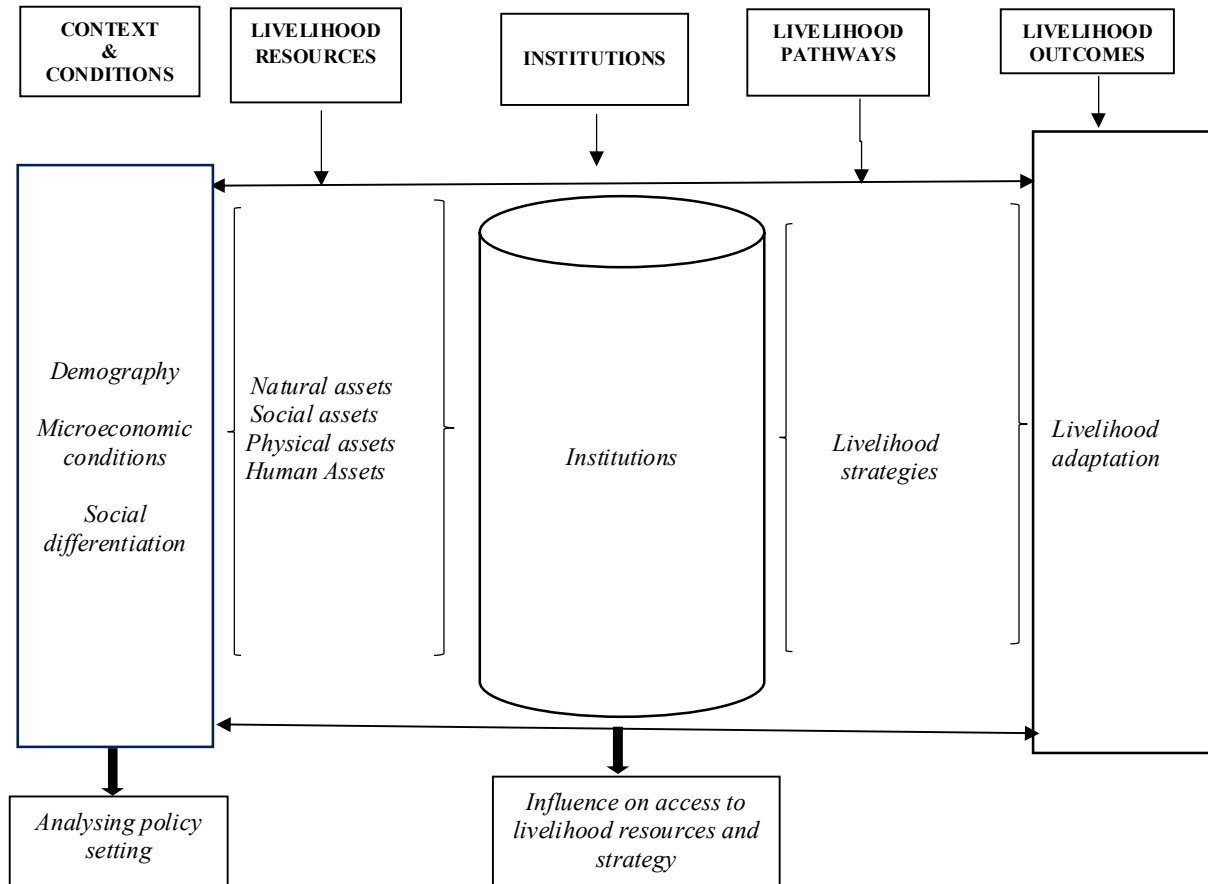 CONTEXT
&
CONDITIONS
LIVELIHOOD
RESOURCES
INSTITUTIONS
LIVELIHOOD
PATHWAYS
LIVELIHOOD
OUTCOMES
Demography
Microeconomic
conditions
Social
differentiation
Natural assets
Social assets
Physical assets
Human Assets
Institutions
Livelihood
strategies
Livelihood
adaptation
Analysing policy
setting
Influence on access to
livelihood resources and
strategy